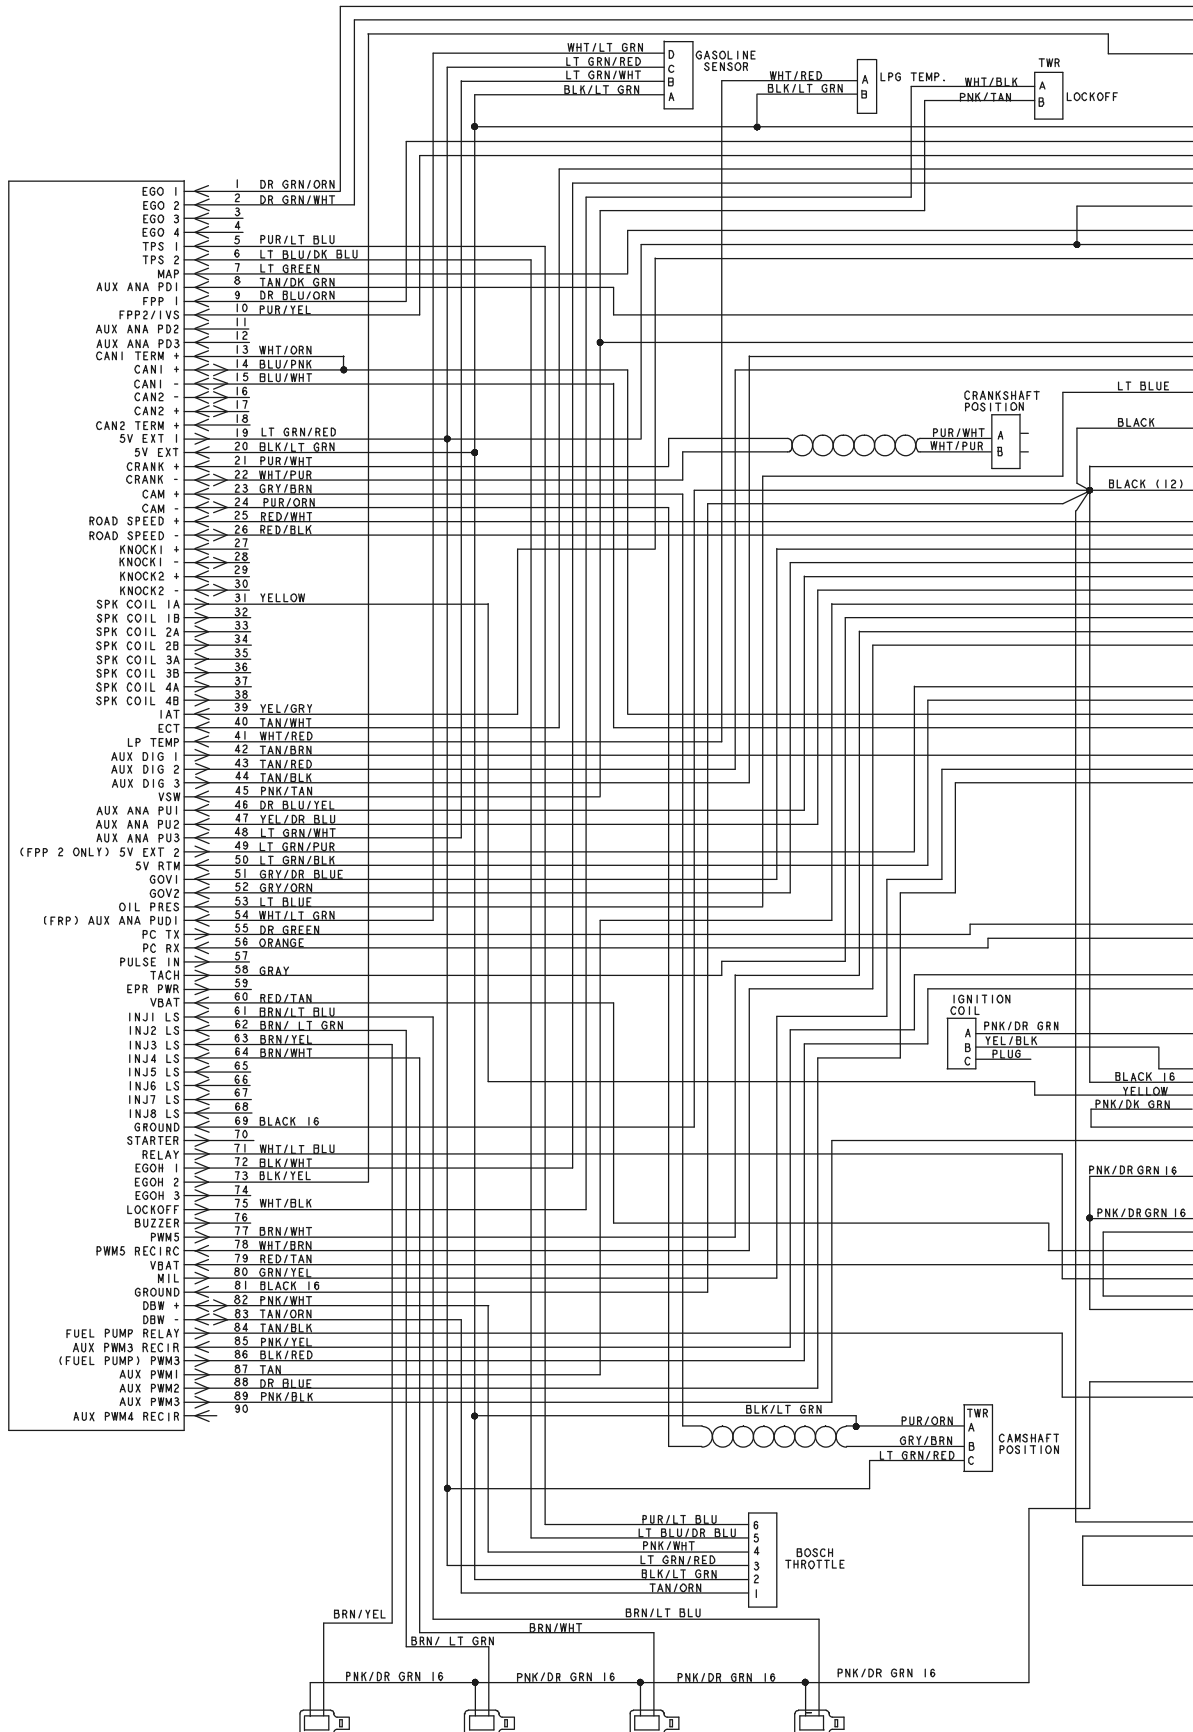 WHT/LT GRN D GASOLINE
LT GRN/RED C SENSOR
LT GRN/WHT B
BLK/LT GRN A
WHT/RED A LPG TEMP.
BLK/LT GRN B
TWR
WHT/BLK A
PNK/TAN B LOCKOFF
EGO 1 1 DR GRN/ORN
EGO 2 2 DR GRN/WHT
EGO 3 3
EGO 4 4
TPS 1 5 PUR/LT BLU
TPS 2 6 LT BLU/DK BLU
MAP 7 LT GREEN
AUX ANA PD1 8 TAN/DK GRN
FPP 1 9 DR BLU/ORN
FPP2/IVS 10 PUR/YEL
AUX ANA PD2 11
AUX ANA PD3 12
CAN1 TERM + 13 WHT/ORN
CAN1 + 14 BLU/PNK
CAN1 - 15 BLU/WHT
CAN2 - 16
CAN2 + 17
CAN2 TERM + 18
5V EXT 1 19 LT GRN/RED
5V EXT 20 BLK/LT GRN
CRANK + 21 PUR/WHT
CRANK - 22 WHT/PUR
CAM + 23 GRY/BRN
CAM - 24 PUR/ORN
ROAD SPEED + 25 RED/WHT
ROAD SPEED - 26 RED/BLK
KNOCK1 + 27
KNOCK1 - 28
KNOCK2 + 29
KNOCK2 - 30
SPK COIL 1A 31 YELLOW
SPK COIL 1B 32
SPK COIL 2A 33
SPK COIL 2B 34
SPK COIL 3A 35
SPK COIL 3B 36
SPK COIL 4A 37
SPK COIL 4B 38
IAT 39 YEL/GRY
ECT 40 TAN/WHT
LP TEMP 41 WHT/RED
AUX DIG 1 42 TAN/BRN
AUX DIG 2 43 TAN/RED
AUX DIG 3 44 TAN/BLK
VSW 45 PNK/TAN
AUX ANA PU1 46 DR BLU/YEL
AUX ANA PU2 47 YEL/DR BLU
AUX ANA PU3 48 LT GRN/WHT
(FPP 2 ONLY) 5V EXT 2 49 LT GRN/PUR
5V RTM 50 LT GRN/BLK
GOV1 51 GRY/DR BLUE
GOV2 52 GRY/ORN
OIL PRES 53 LT BLUE
(FRP) AUX ANA PUD1 54 WHT/LT GRN
PC TX 55 DR GREEN
PC RX 56 ORANGE
PULSE IN 57
TACH 58 GRAY
EPR PWR 59
VBAT 60 RED/TAN
INJ1 LS 61 BRN/LT BLU
INJ2 LS 62 BRN/ LT GRN
INJ3 LS 63 BRN/YEL
INJ4 LS 64 BRN/WHT
INJ5 LS 65
INJ6 LS 66
INJ7 LS 67
INJ8 LS 68
GROUND 69 BLACK 16
STARTER 70
RELAY 71 WHT/LT BLU
EGOH 1 72 BLK/WHT
EGOH 2 73 BLK/YEL
EGOH 3 74
LOCKOFF 75 WHT/BLK
BUZZER 76
PWM5 77 BRN/WHT
PWM5 RECIRC 78 WHT/BRN
VBAT 79 RED/TAN
MIL 80 GRN/YEL
GROUND 81 BLACK 16
DBW + 82 PNK/WHT
DBW - 83 TAN/ORN
FUEL PUMP RELAY 84 TAN/BLK
AUX PWM3 RECIR 85 PNK/YEL
(FUEL PUMP) PWM3 86 BLK/RED
AUX PWM1 87 TAN
AUX PWM2 88 DR BLUE
AUX PWM3 89 PNK/BLK
AUX PWM4 RECIR 90
LT BLUE
CRANKSHAFT
POSITION
BLACK
PUR/WHT A
WHT/PUR B
BLACK (12)
IGNITION
COIL
A PNK/DR GRN
B YEL/BLK
C PLUG
BLACK 16
YELLOW
PNK/DK GRN
PNK/DR GRN 16
PNK/DR GRN 16
BLK/LT GRN
TWR
PUR/ORN A
GRY/BRN B
LT GRN/RED C
CAMSHAFT
POSITION
PUR/LT BLU 6
LT BLU/DR BLU 5
PNK/WHT 4
LT GRN/RED 3
BLK/LT GRN 2
TAN/ORN 1
BOSCH
THROTTLE
BRN/YEL
BRN/LT BLU
BRN/WHT
BRN/ LT GRN
PNK/DR GRN 16 PNK/DR GRN 16 PNK/DR GRN 16 PNK/DR GRN 16